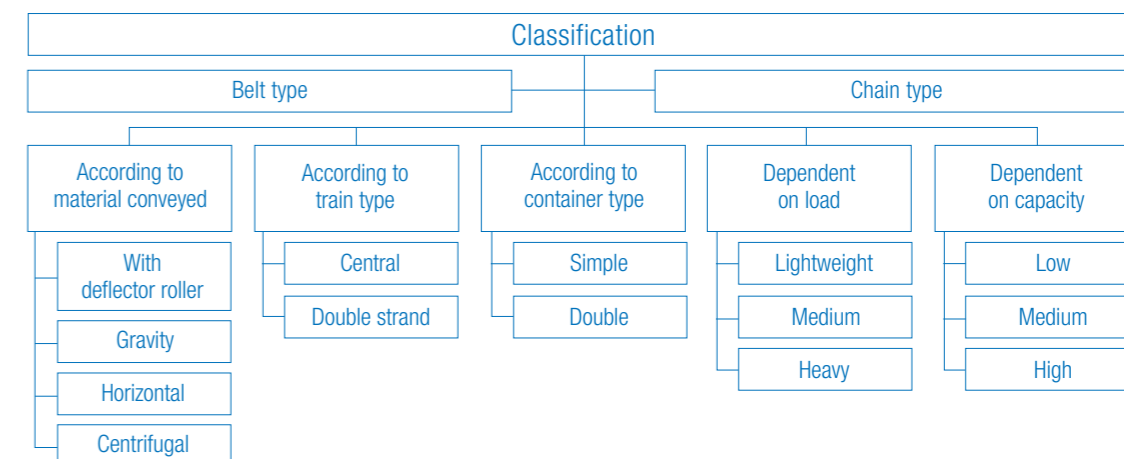 Classification
Belt type
Chain type
According to
material conveyed
According to
train type
According to
container type
Dependent
on load
Dependent
on capacity
With
deflector roller
Gravity
Horizontal
Centrifugal
Central
Double strand
Simple
Double
Lightweight
Medium
Heavy
Low
Medium
High